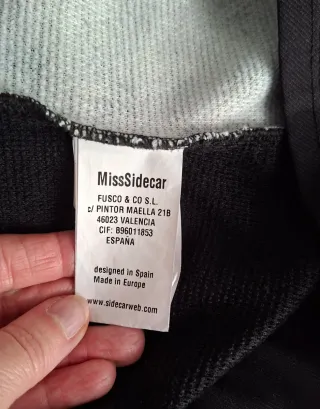 MissSidecar
FUSCO & CO S.L.
c/ PINTOR MAELLA 21B
46023 VALENCIA
CIF: B96011853
ESPAÑA
designed in Spain
Made in Europe
www.sidecarweb.com